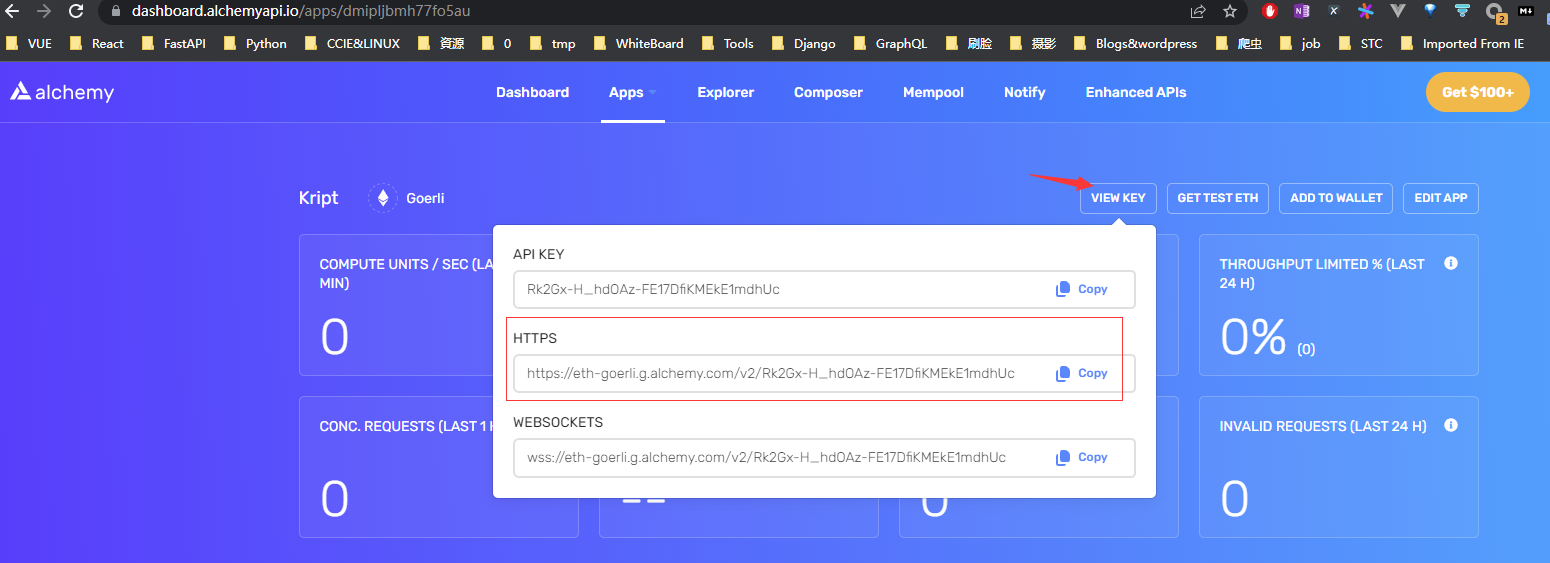 dashboard.alchemyapi.io/apps/dmipljbmh77fo5au
VUE React FastAPI Python CCIE&LINUX 資源 0 tmp WhiteBoard Tools Django GraphQL 刷脸 摄影 Blogs&wordpress 爬虫 job STC Imported From IE
alchemy Dashboard Apps Explorer Composer Mempool Notify Enhanced APIs Get $100+
Kript Goerli VIEW KEY GET TEST ETH ADD TO WALLET EDIT APP
API KEY
Rk2Gx-H_hdOAz-FE17DfiKMEkE1mdhUc Copy
HTTPS
https://eth-goerli.g.alchemy.com/v2/Rk2Gx-H_hdOAz-FE17DfiKMEkE1mdhUc Copy
WEBSOCKETS
wss://eth-goerli.g.alchemy.com/v2/Rk2Gx-H_hdOAz-FE17DfiKMEkE1mdhUc Copy
COMPUTE UNITS / SEC (LA
MIN)
0
THROUGHPUT LIMITED % (LAST
24 H)
0% (0)
CONC. REQUESTS (LAST 1 H
0
0
INVALID REQUESTS (LAST 24 H)
0